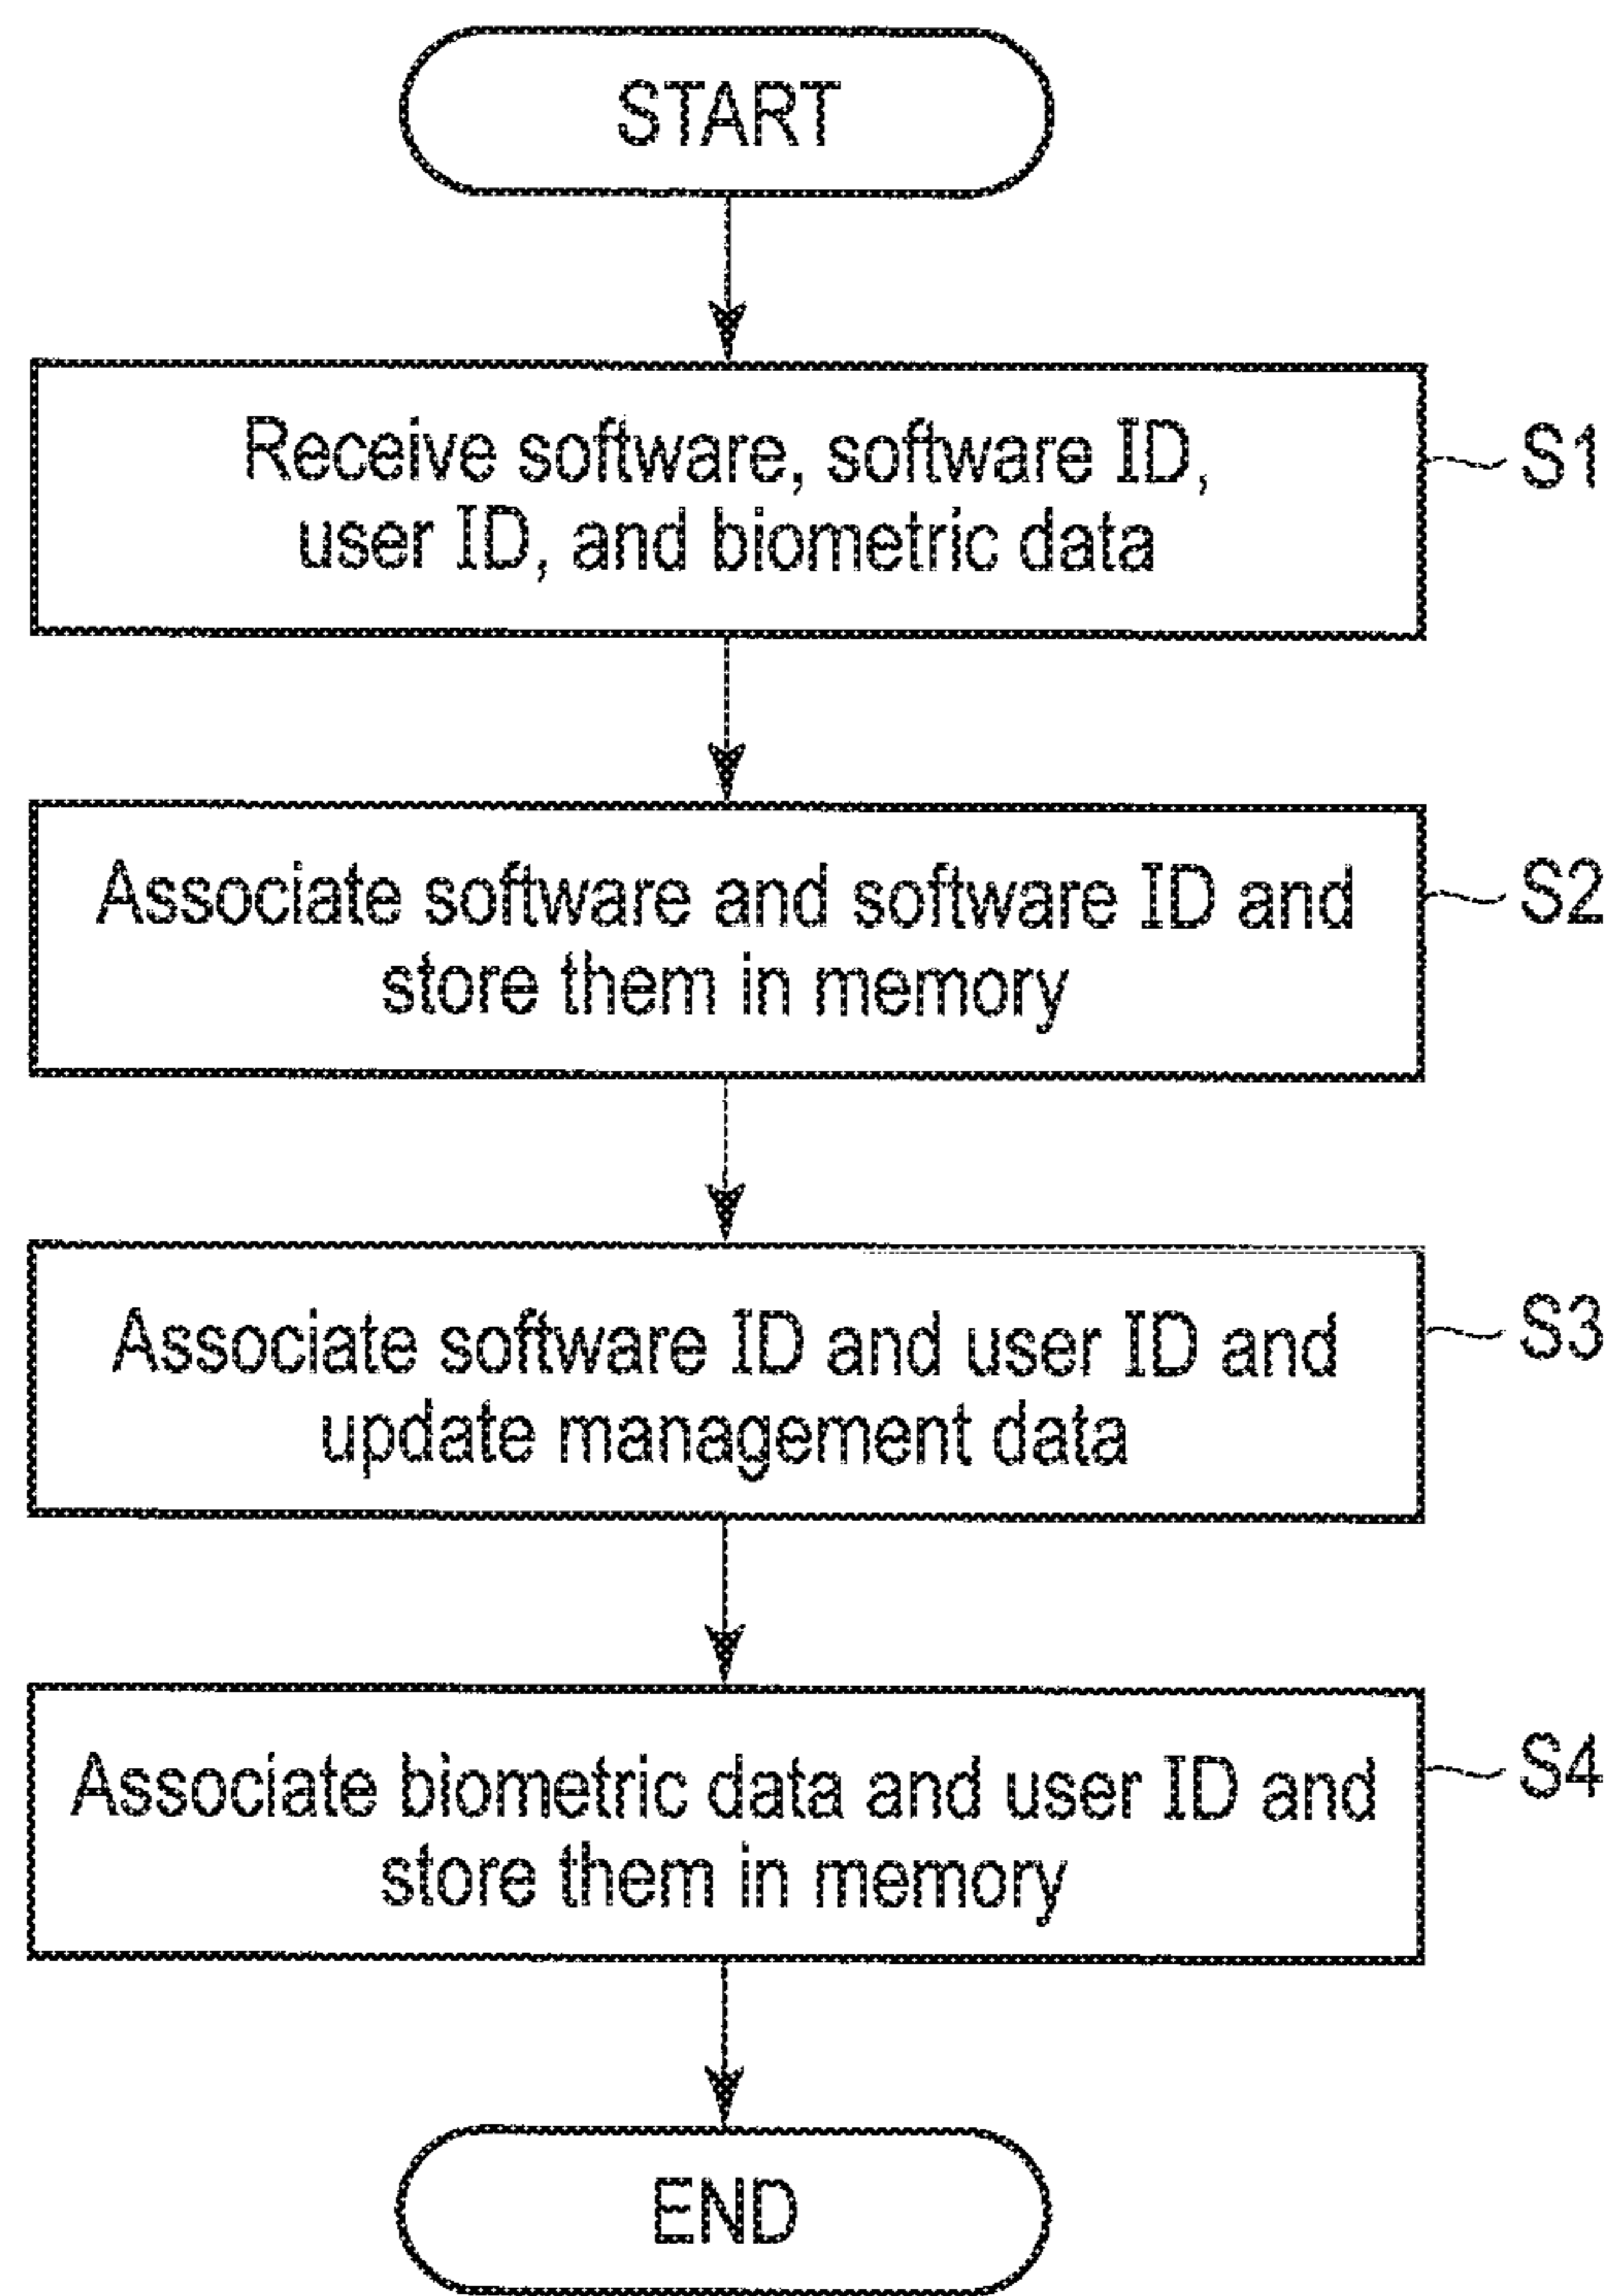 START
Receive software, software ID,
user ID, and biometric data
S1
Associate software and software ID and
store them in memory
S2
Associate software ID and user ID and
update management data
S3
Associate biometric data and user ID and
store them in memory
S4
END